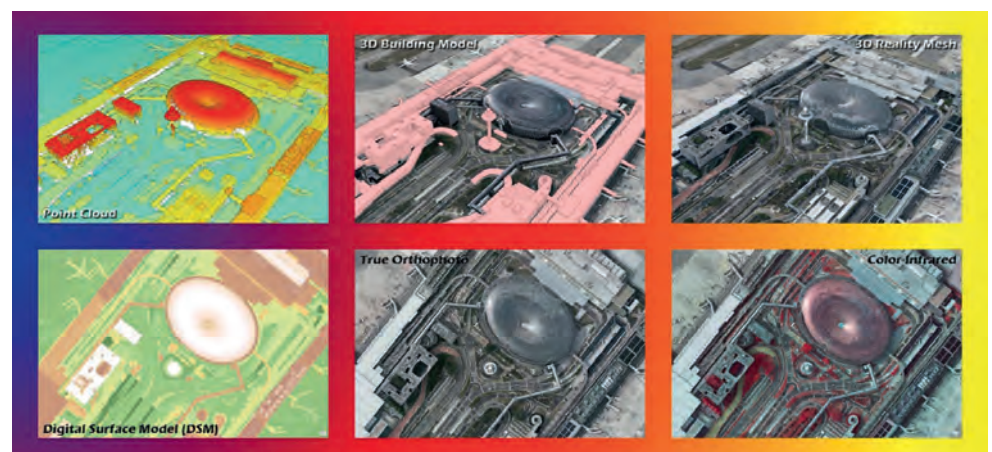 Point Cloud
3D Building Model
3D Reality Mesh
Digital Surface Model (DSM)
True Orthophoto
Color-Infrared